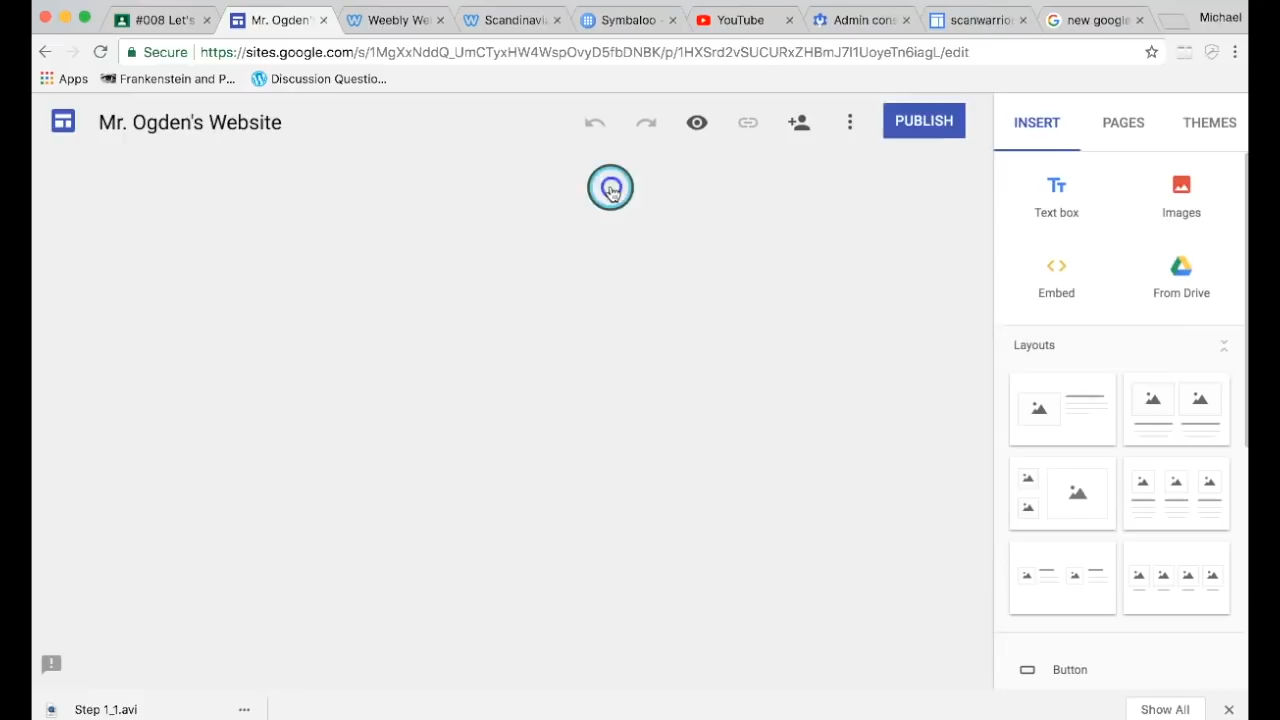 #008 Let's
Mr. Ogden'
Weebly We
Scandinavi
Symbaloo -
YouTube
Admin cons
scanwarrio
new google
Michael
Secure
https://sites.google.com/s/1MgXxNddQ_UmCTyxHW4WspOvyD5fbDNBK/p/1HXSrd2vSUCURxZHBmJ7I1UoyeTn6iagL/edit
Apps
Frankenstein and P...
Discussion Questio...
Mr. Ogden's Website
PUBLISH
INSERT
PAGES
THEMES
Tт Text box
Images
Embed
From Drive
Layouts
Button
Step 1_1.avi
Show All